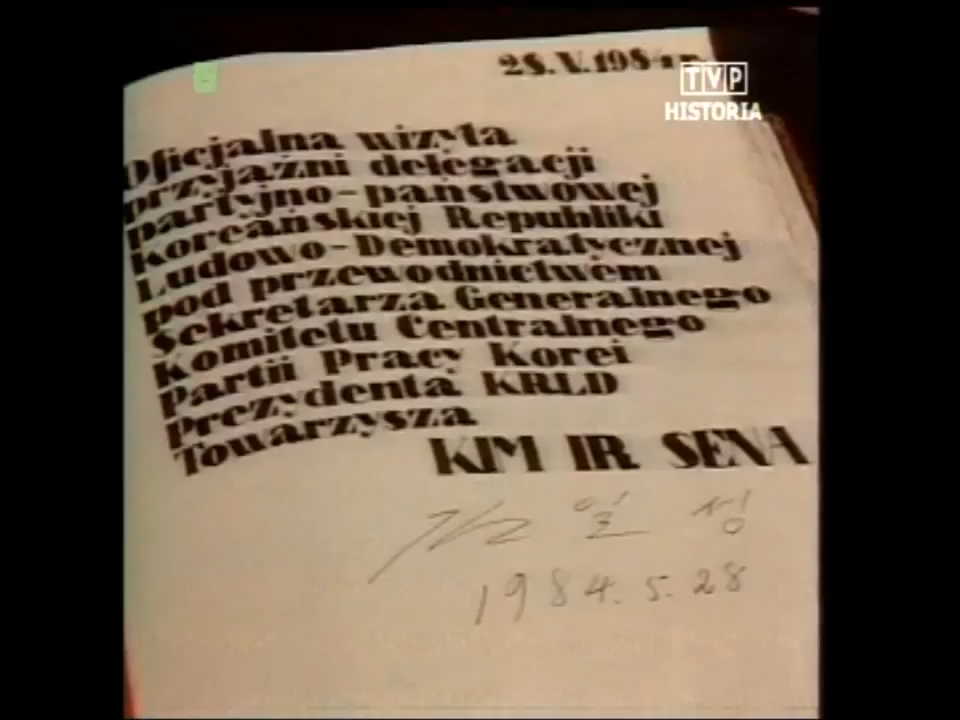 28.V.1984r.
TVP
HISTORIA
Oficjalna wizyta
przyjaźni delegacji
partyjno-państwowej
Koreańskiej Republiki
Ludowo-Demokratycznej
pod przewodnictwem
Sekretarza Generalnego
Komitetu Centralnego
Partii Pracy Korei
Prezydenta KRLD
Towarzysza
KIM IR SENA
김 일 성
1984. 5. 28